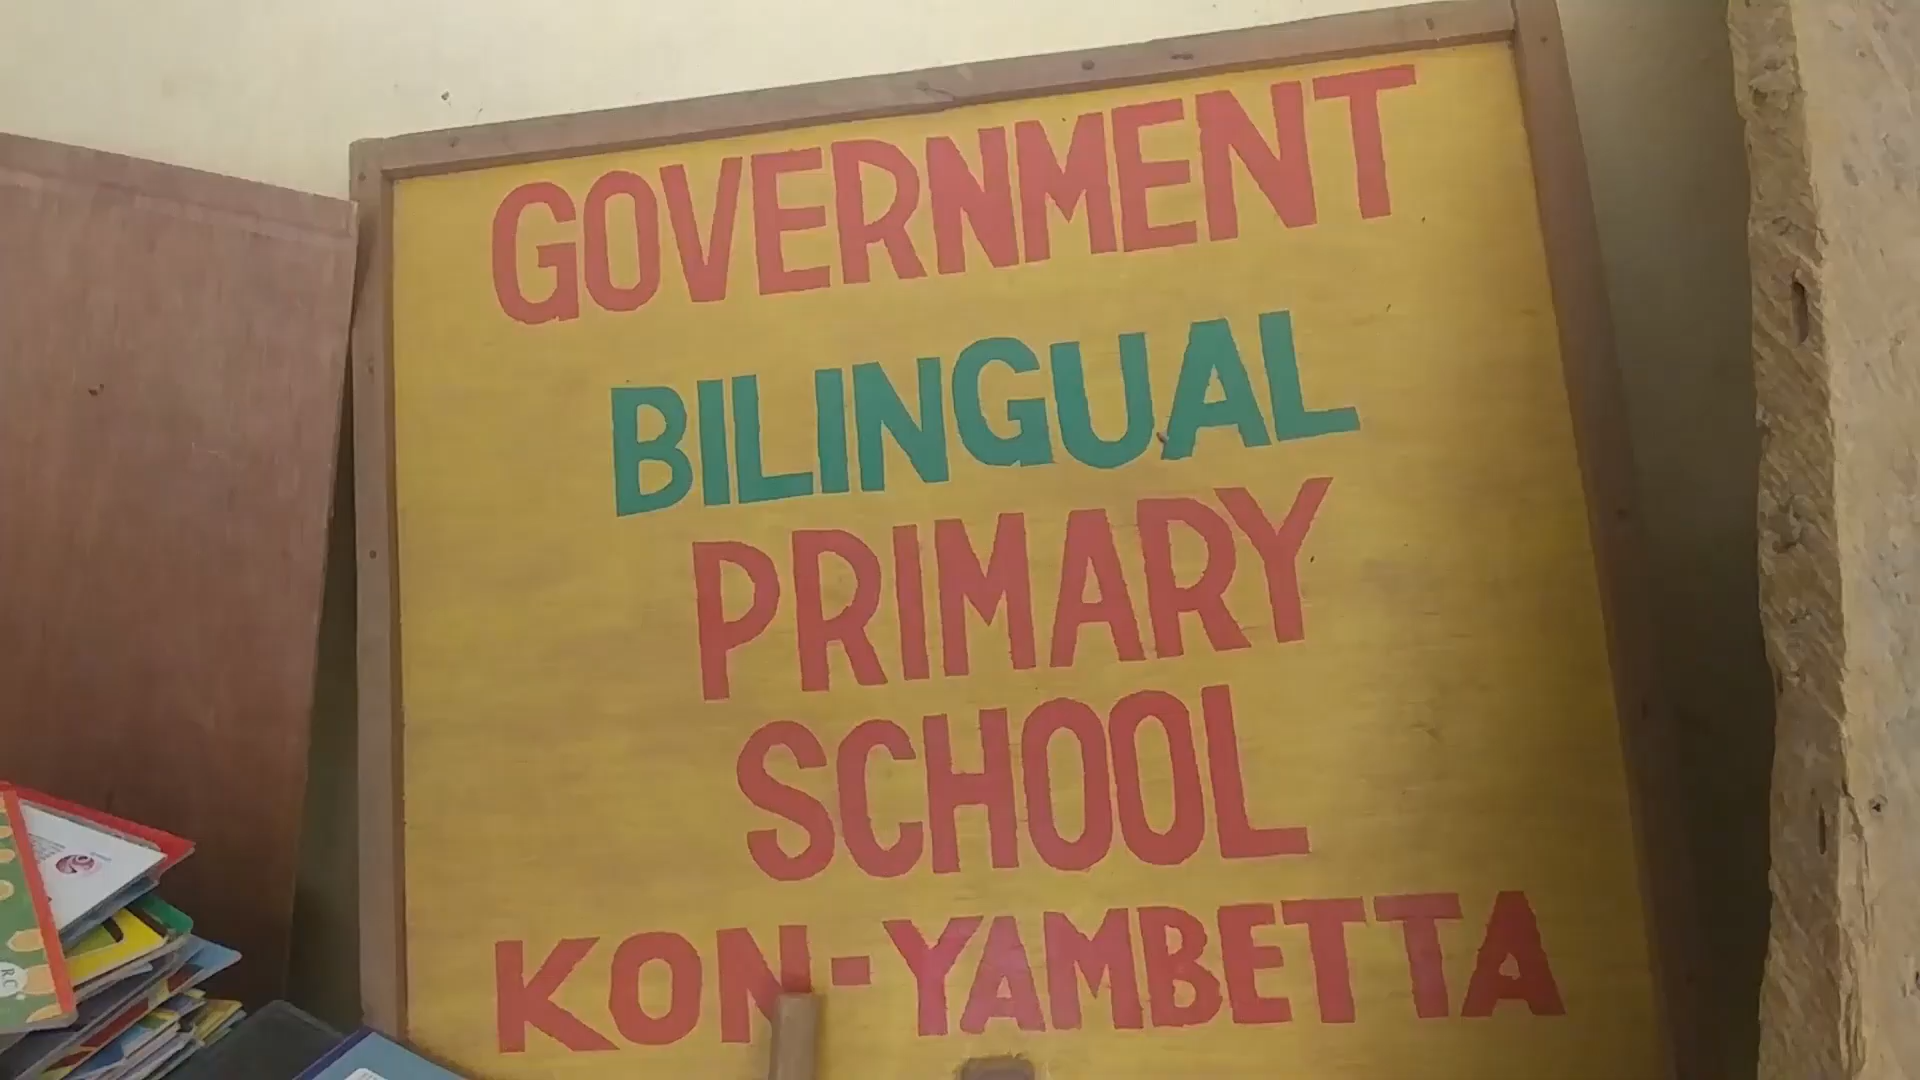 GOVERNMENT
BILINGUAL
PRIMARY
SCHOOL
KON-YAMBETTA